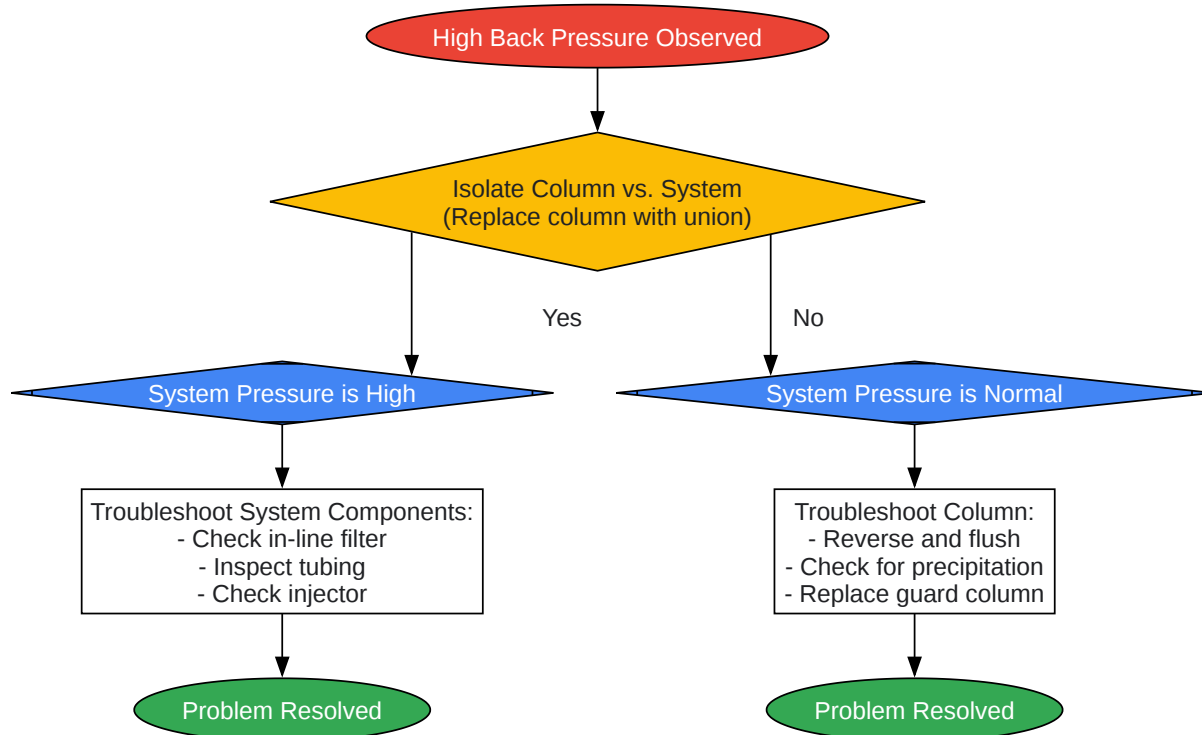 High Back Pressure Observed
Isolate Column vs. System
(Replace column with union)
Yes
No
System Pressure is High
System Pressure is Normal
Troubleshoot System Components:
- Check in-line filter
- Inspect tubing
- Check injector
Troubleshoot Column:
- Reverse and flush
- Check for precipitation
- Replace guard column
Problem Resolved
Problem Resolved